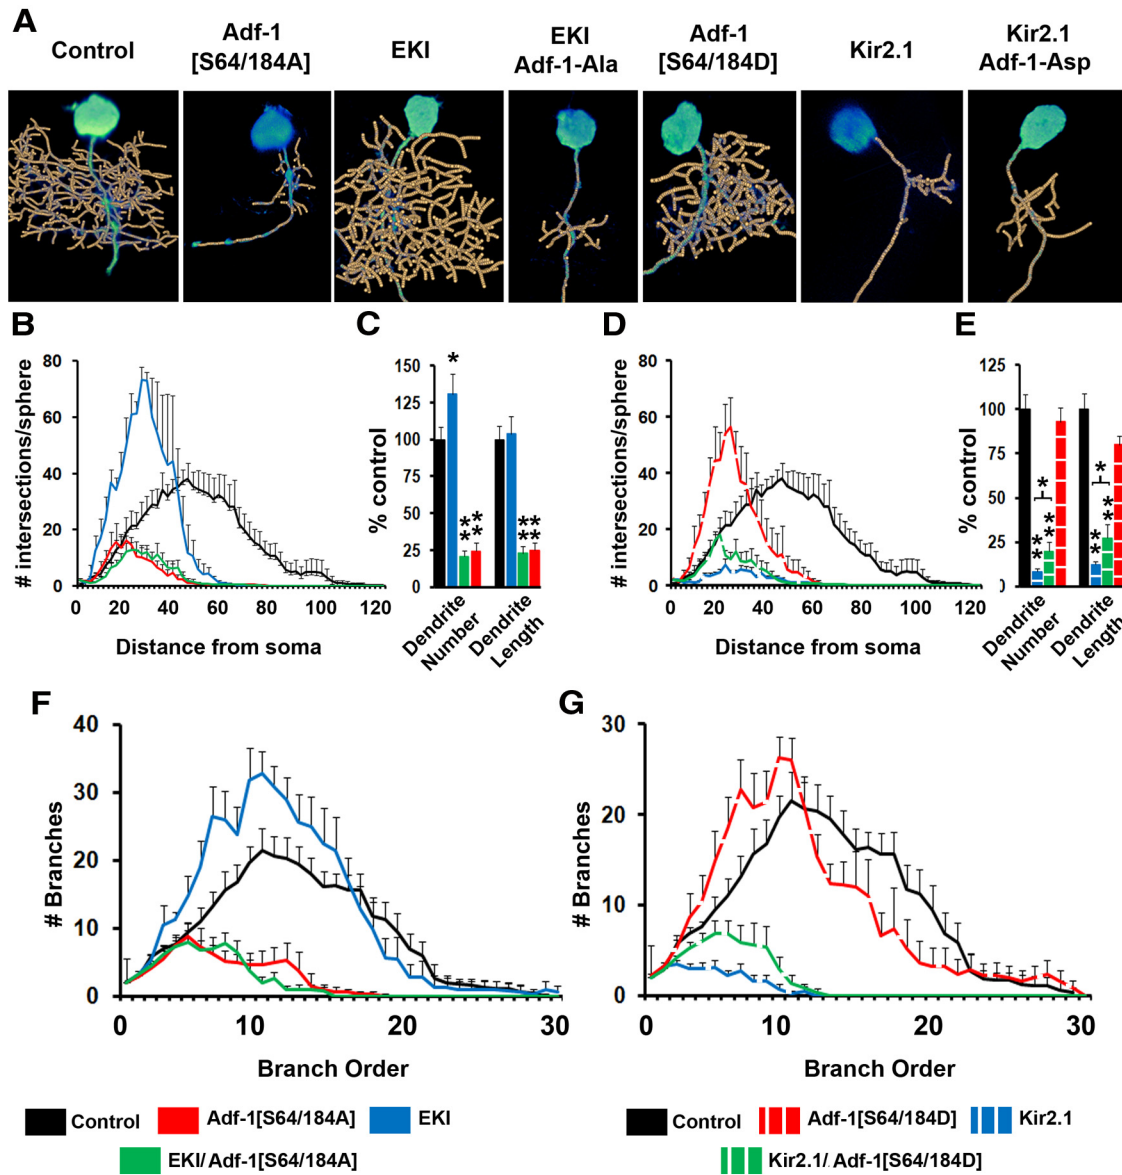 A
Control
Adf-1
[S64/184A]
EKI
EKI
Adf-1-Ala
Adf-1
[S64/184D]
Kir2.1
Kir2.1
Adf-1-Asp
B
# intersections/sphere
80
60
40
20
0
0
20
40
60
80
100
120
Distance from soma
C
% control
150
125
100
75
50
25
0
*
**
**
**
**
Dendrite
Number
Dendrite
Length
D
# intersections/sphere
80
60
40
20
0
0
20
40
60
80
100
120
Distance from soma
E
% control
125
100
75
50
25
*
**
**
*
**
**
Dendrite
Number
Dendrite
Length
F
# Branches
40
30
20
10
0
0
10
20
30
Branch Order
G
# Branches
30
20
10
0
0
10
20
30
Branch Order
Control
Adf-1[S64/184A]
EKI
EKI/Adf-1[S64/184A]
Control
Adf-1[S64/184D]
Kir2.1
Kir2.1/.Adf-1[S64/184D]